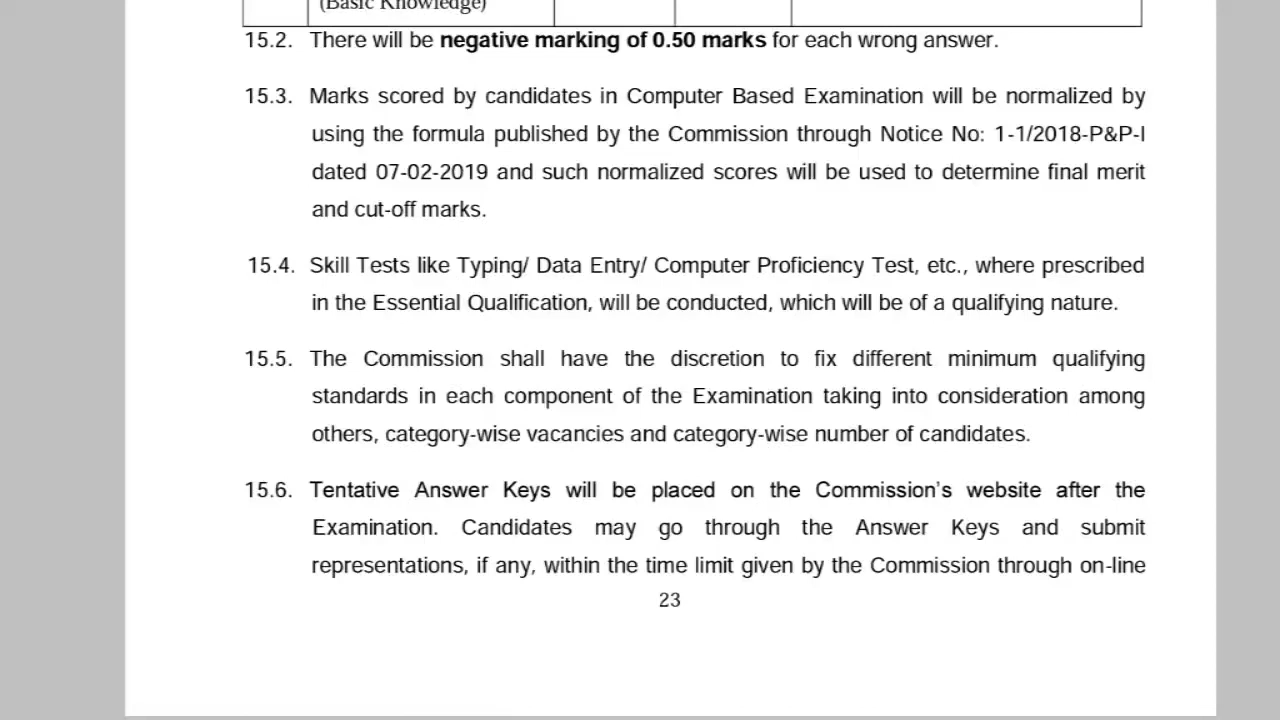 (Basic Knowledge)
15.2. There will be negative marking of 0.50 marks for each wrong answer.
15.3. Marks scored by candidates in Computer Based Examination will be normalized by
using the formula published by the Commission through Notice No: 1-1/2018-P&P-I
dated 07-02-2019 and such normalized scores will be used to determine final merit
and cut-off marks.
15.4. Skill Tests like Typing/ Data Entry/ Computer Proficiency Test, etc., where prescribed
in the Essential Qualification, will be conducted, which will be of a qualifying nature.
15.5. The Commission shall have the discretion to fix different minimum qualifying
standards in each component of the Examination taking into consideration among
others, category-wise vacancies and category-wise number of candidates.
15.6. Tentative Answer Keys will be placed on the Commission's website after the
Examination. Candidates may go through the Answer Keys and submit
representations, if any, within the time limit given by the Commission through on-line
23